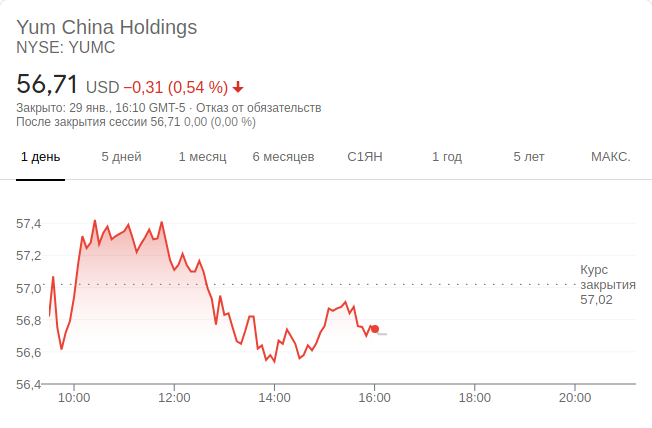 Yum China Holdings
NYSE: YUMC
56,71 USD −0,31 (0,54 %)
Закрыто: 29 янв., 16:10 GMT-5 · Отказ от обязательств
После закрытия сессии 56,71 0,00 (0,00 %)
1 день 5 дней 1 месяц 6 месяцев С1ЯН 1 год 5 лет МАКС.
57,4
57,2
57,0
56,8
56,6
56,4
Курс
закрытия
57,02
10:00 12:00 14:00 16:00 18:00 20:00